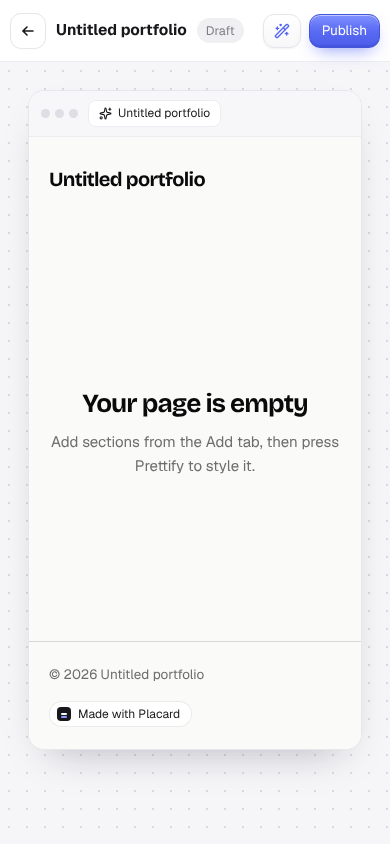 Untitled portfolio
Draft
Publish
Untitled portfolio
Untitled portfolio
Your page is empty
Add sections from the Add tab, then press
Prettify to style it.
© 2026 Untitled portfolio
Made with Placard